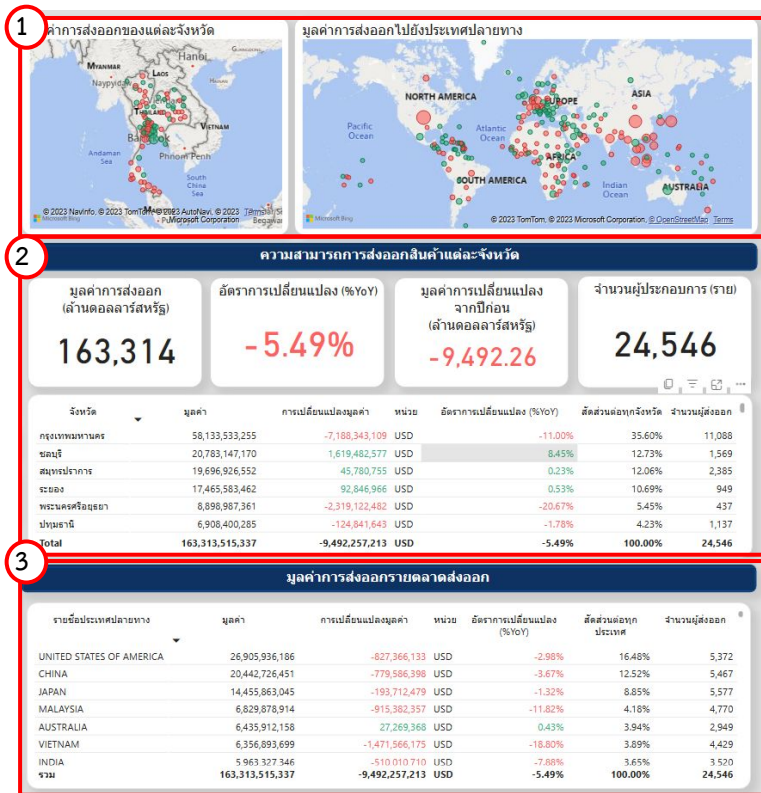 1
ค่าการส่งออกของแต่ละจังหวัด
มูลค่าการส่งออกไปยังประเทศปลายทาง
MYANMAR
LAOS
Hanoi
Naypyid
THAILAND
VIETNAM
Phnom Penh
Andaman
Sea
South
China
Sea
Microsoft Bing
© 2023 NavInfo, © 2023 TomTom, © 2023 AutoNavi, © 2023
Microsoft Corporation
Terms
NORTH AMERICA
EUROPE
ASIA
Pacific
Ocean
Atlantic
Ocean
AFRICA
SOUTH AMERICA
Indian
Ocean
AUSTRALIA
Microsoft Bing
© 2023 TomTom, © 2023 Microsoft Corporation, © OpenStreetMap Terms
2
ความสามารถการส่งออกสินค้าแต่ละจังหวัด
มูลค่าการส่งออก
(ล้านดอลลาร์สหรัฐ)
163,314
อัตราการเปลี่ยนแปลง (%YoY)
-5.49%
มูลค่าการเปลี่ยนแปลง
จากปีก่อน
(ล้านดอลลาร์สหรัฐ)
-9,492.26
จำนวนผู้ประกอบการ (ราย)
24,546
จังหวัด มูลค่า การเปลี่ยนแปลงมูลค่า หน่วย อัตราการเปลี่ยนแปลง (%YoY) สัดส่วนต่อทุกจังหวัด จำนวนผู้ส่งออก
กรุงเทพมหานคร 58,133,533,255 -7,188,343,109 USD -11.00% 35.60% 11,088
ชลบุรี 20,783,147,170 1,619,482,577 USD 8.45% 12.73% 1,569
สมุทรปราการ 19,696,926,552 45,780,755 USD 0.23% 12.06% 2,385
ระยอง 17,465,583,462 92,846,966 USD 0.53% 10.69% 949
พระนครศรีอยุธยา 8,898,987,361 -2,319,122,482 USD -20.67% 5.45% 437
ปทุมธานี 6,908,400,285 -124,841,643 USD -1.78% 4.23% 1,137
Total 163,313,515,337 -9,492,257,213 USD -5.49% 100.00% 24,546
3
มูลค่าการส่งออกรายตลาดส่งออก
รายชื่อประเทศปลายทาง มูลค่า การเปลี่ยนแปลงมูลค่า หน่วย อัตราการเปลี่ยนแปลง (%YoY) สัดส่วนต่อทุกประเทศ จำนวนผู้ส่งออก
UNITED STATES OF AMERICA 26,905,936,186 -827,366,133 USD -2.98% 16.48% 5,372
CHINA 20,442,726,451 -779,586,398 USD -3.67% 12.52% 5,467
JAPAN 14,455,863,045 -193,712,479 USD -1.32% 8.85% 5,577
MALAYSIA 6,829,878,914 -915,382,357 USD -11.82% 4.18% 4,770
AUSTRALIA 6,435,912,158 27,269,368 USD 0.43% 3.94% 2,949
VIETNAM 6,356,893,699 -1,471,566,175 USD -18.80% 3.89% 4,429
INDIA 5,963,327,346 -510,010,710 USD -7.88% 3.65% 3,520
รวม 163,313,515,337 -9,492,257,213 USD -5.49% 100.00% 24,546